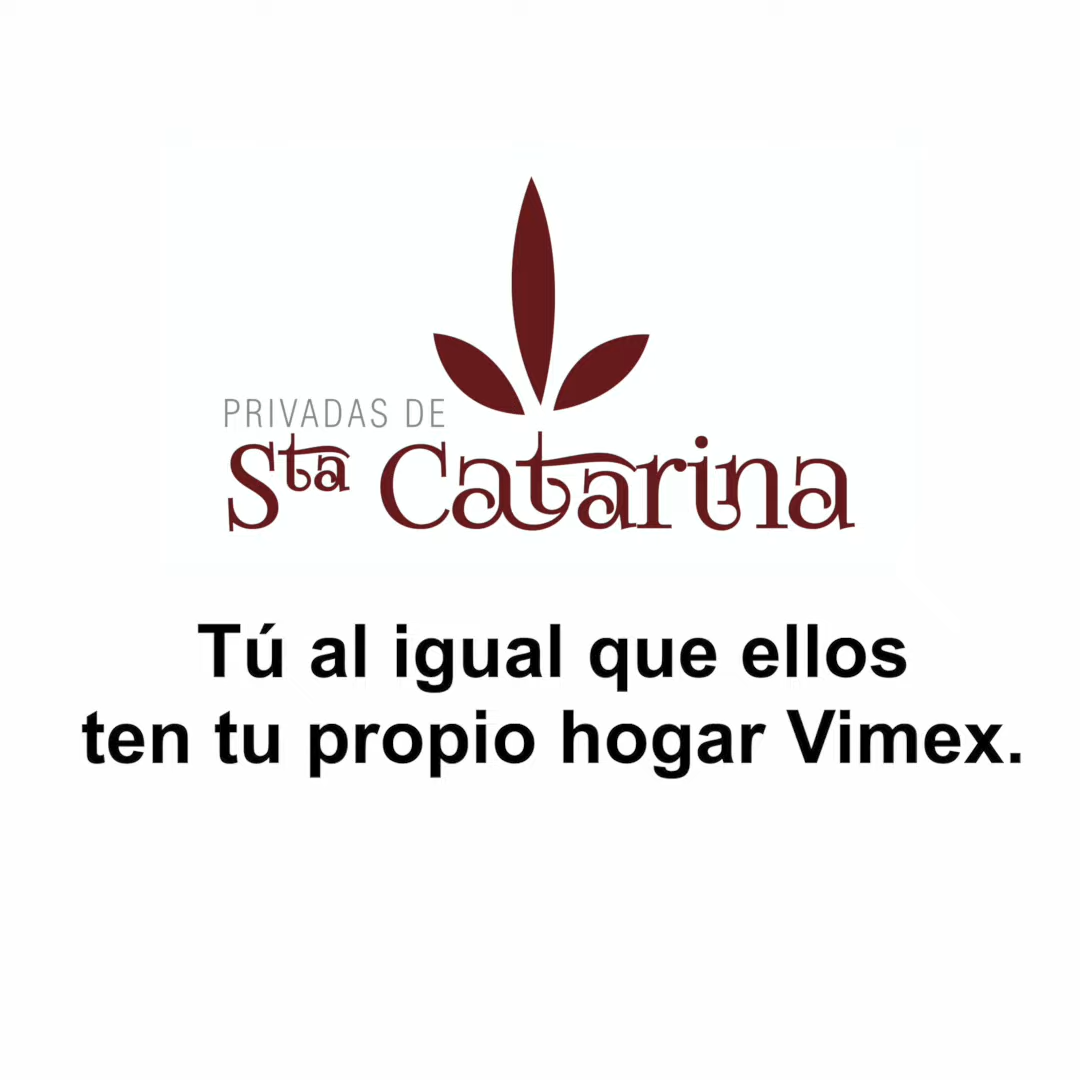 PRIVADAS DE
Sta Catarina
Tú al igual que ellos
ten tu propio hogar Vimex.